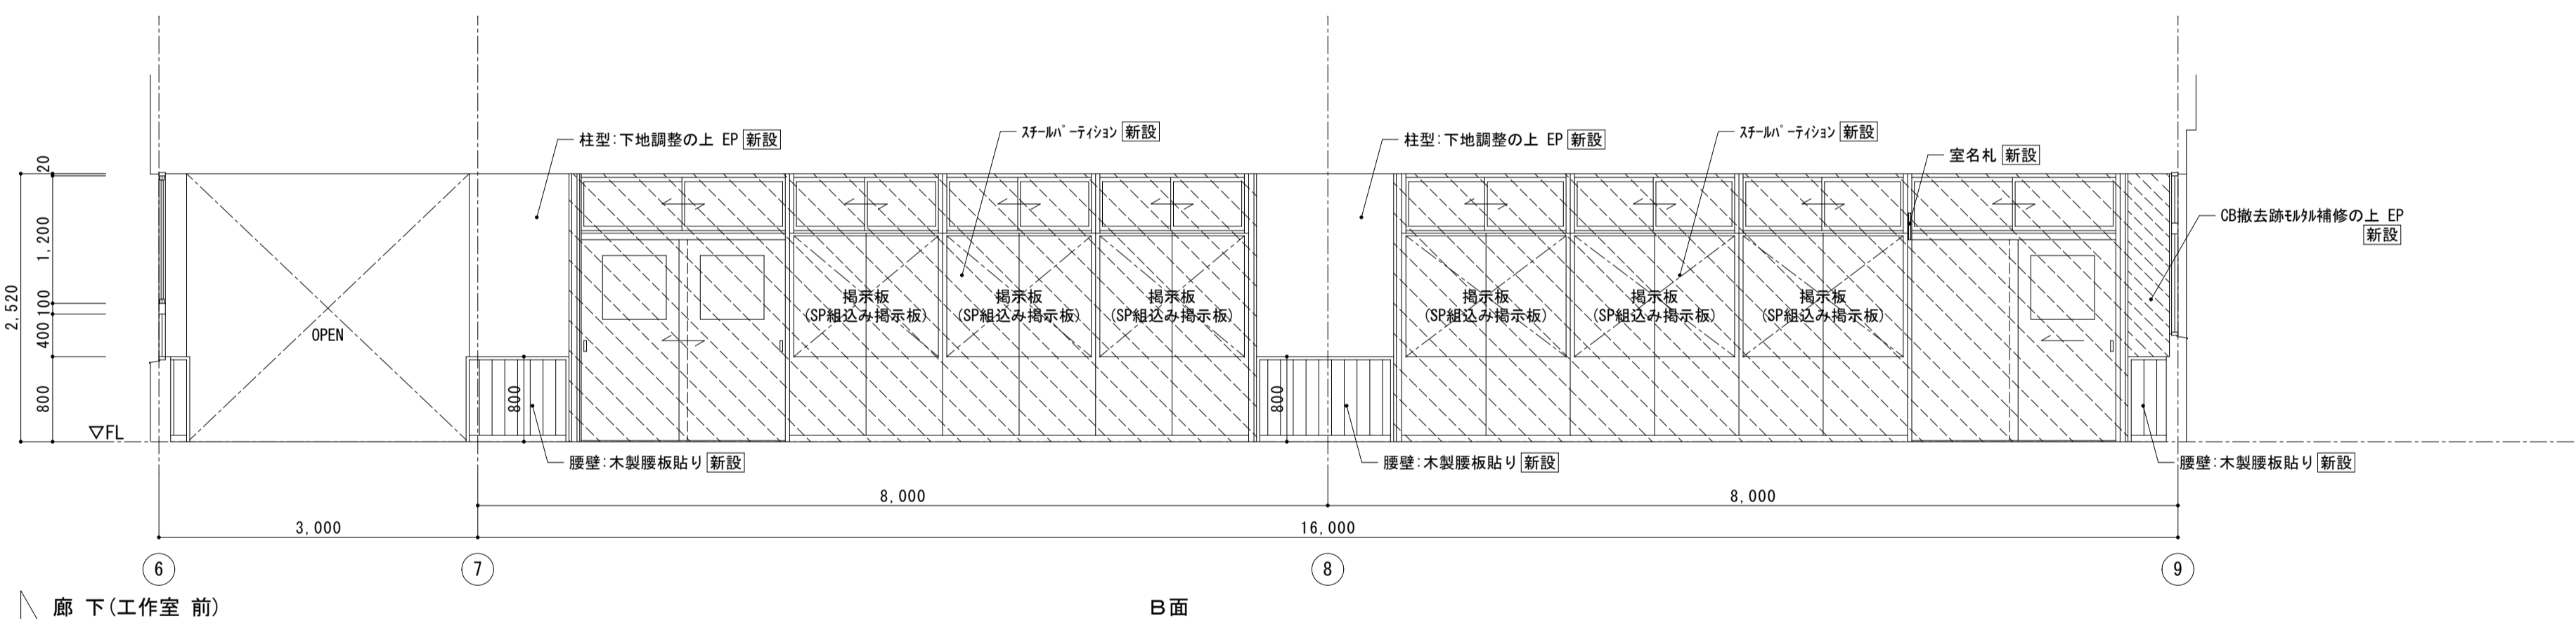 柱型:下地調整の上 EP 新設
スチールパーティション 新設
柱型:下地調整の上 EP 新設
スチールパーティション 新設
室名札 新設
CB撤去跡モルタル補修の上 EP
新設
20
1,200
100
400
800
2,520
▽FL
OPEN
掲示板
(SP組込み掲示板)
掲示板
(SP組込み掲示板)
掲示板
(SP組込み掲示板)
掲示板
(SP組込み掲示板)
掲示板
(SP組込み掲示板)
掲示板
(SP組込み掲示板)
800
800
腰壁:木製腰板貼り 新設
腰壁:木製腰板貼り 新設
腰壁:木製腰板貼り 新設
8,000
8,000
3,000
16,000
6
7
8
9
廊 下(工作室 前)
B面